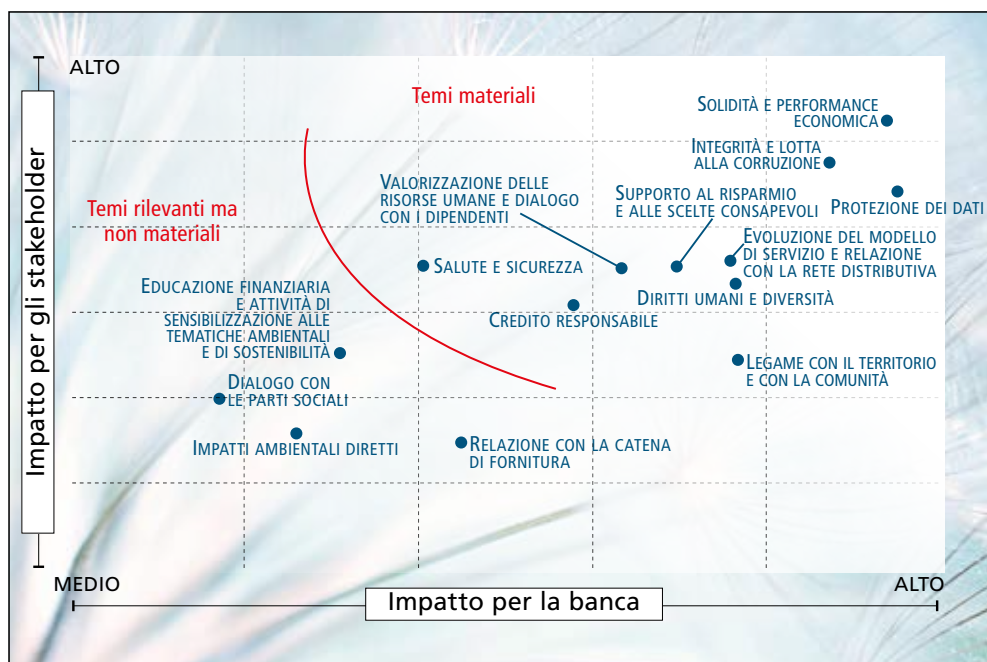 ALTO
Impatto per gli stakeholder
Temi materiali
Temi rilevanti ma
non materiali
SOLIDITÀ E PERFORMANCE
ECONOMICA
INTEGRITÀ E LOTTA
ALLA CORRUZIONE
PROTEZIONE DEI DATI
VALORIZZAZIONE DELLE
RISORSE UMANE E DIALOGO
CON I DIPENDENTI
SUPPORTO AL RISPARMIO
E ALLE SCELTE CONSAPEVOLI
EVOLUZIONE DEL MODELLO
DI SERVIZIO E RELAZIONE
CON LA RETE DISTRIBUTIVA
SALUTE E SICUREZZA
DIRITTI UMANI E DIVERSITÀ
CREDITO RESPONSABILE
EDUCAZIONE FINANZIARIA
E ATTIVITÀ DI
SENSIBILIZZAZIONE ALLE
TEMATICHE AMBIENTALI
E DI SOSTENIBILITÀ
LEGAME CON IL TERRITORIO
E CON LA COMUNITÀ
DIALOGO CON
LE PARTI SOCIALI
IMPATTI AMBIENTALI DIRETTI
RELAZIONE CON LA CATENA
DI FORNITURA
MEDIO
Impatto per la banca
ALTO